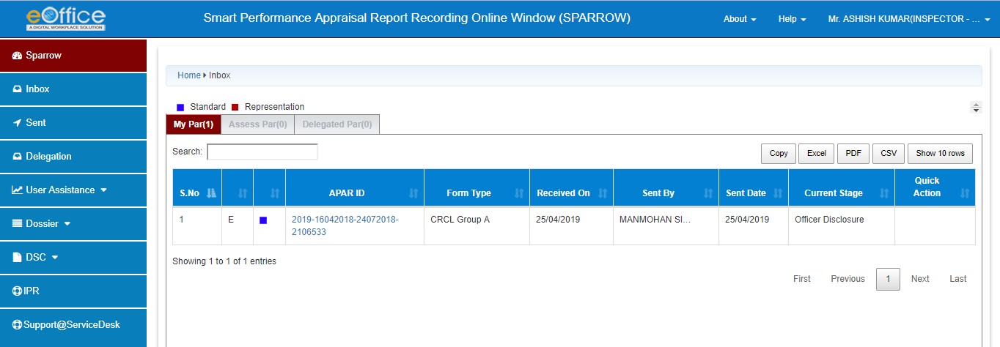 eOffice
A DIGITAL WORKPLACE SOLUTION
Smart Performance Appraisal Report Recording Online Window (SPARROW)
About
Help
Mr. ASHISH KUMAR(INSPECTOR - ...
Sparrow
Inbox
Sent
Delegation
User Assistance
Dossier
DSC
IPR
Support@ServiceDesk
Home Inbox
Standard Representation
My Par(1) Assess Par(0) Delegated Par(0)
Search:
Copy Excel PDF CSV Show 10 rows
S.No APAR ID Form Type Received On Sent By Sent Date Current Stage Quick Action
1 E 2019-16042018-24072018-2106533 CRCL Group A 25/04/2019 MANMOHAN SI... 25/04/2019 Officer Disclosure
Showing 1 to 1 of 1 entries
First Previous 1 Next Last